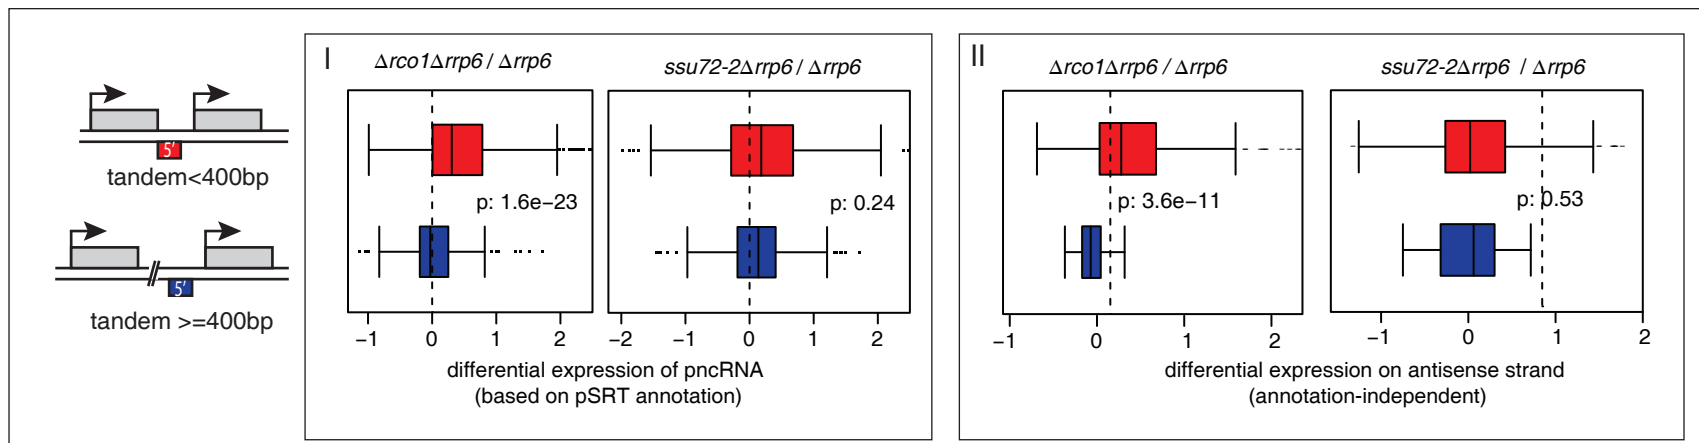 5'
tandem<400bp
5'
tandem >=400bp
I
Δrco1Δrrp6 / Δrrp6
ssu72-2Δrrp6 / Δrrp6
p: 1.6e−23
p: 0.24
−1 0 1 2
−2 −1 0 1 2
differential expression of pncRNA
(based on pSRT annotation)
II
Δrco1Δrrp6 / Δrrp6
ssu72-2Δrrp6 / Δrrp6
p: 3.6e−11
p: 0.53
−1 0 1 2
−1 0 1 2
differential expression on antisense strand
(annotation-independent)